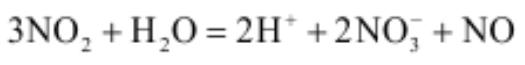 3NO₂ + H₂O = 2H⁺ + 2NO₃⁻ + NO